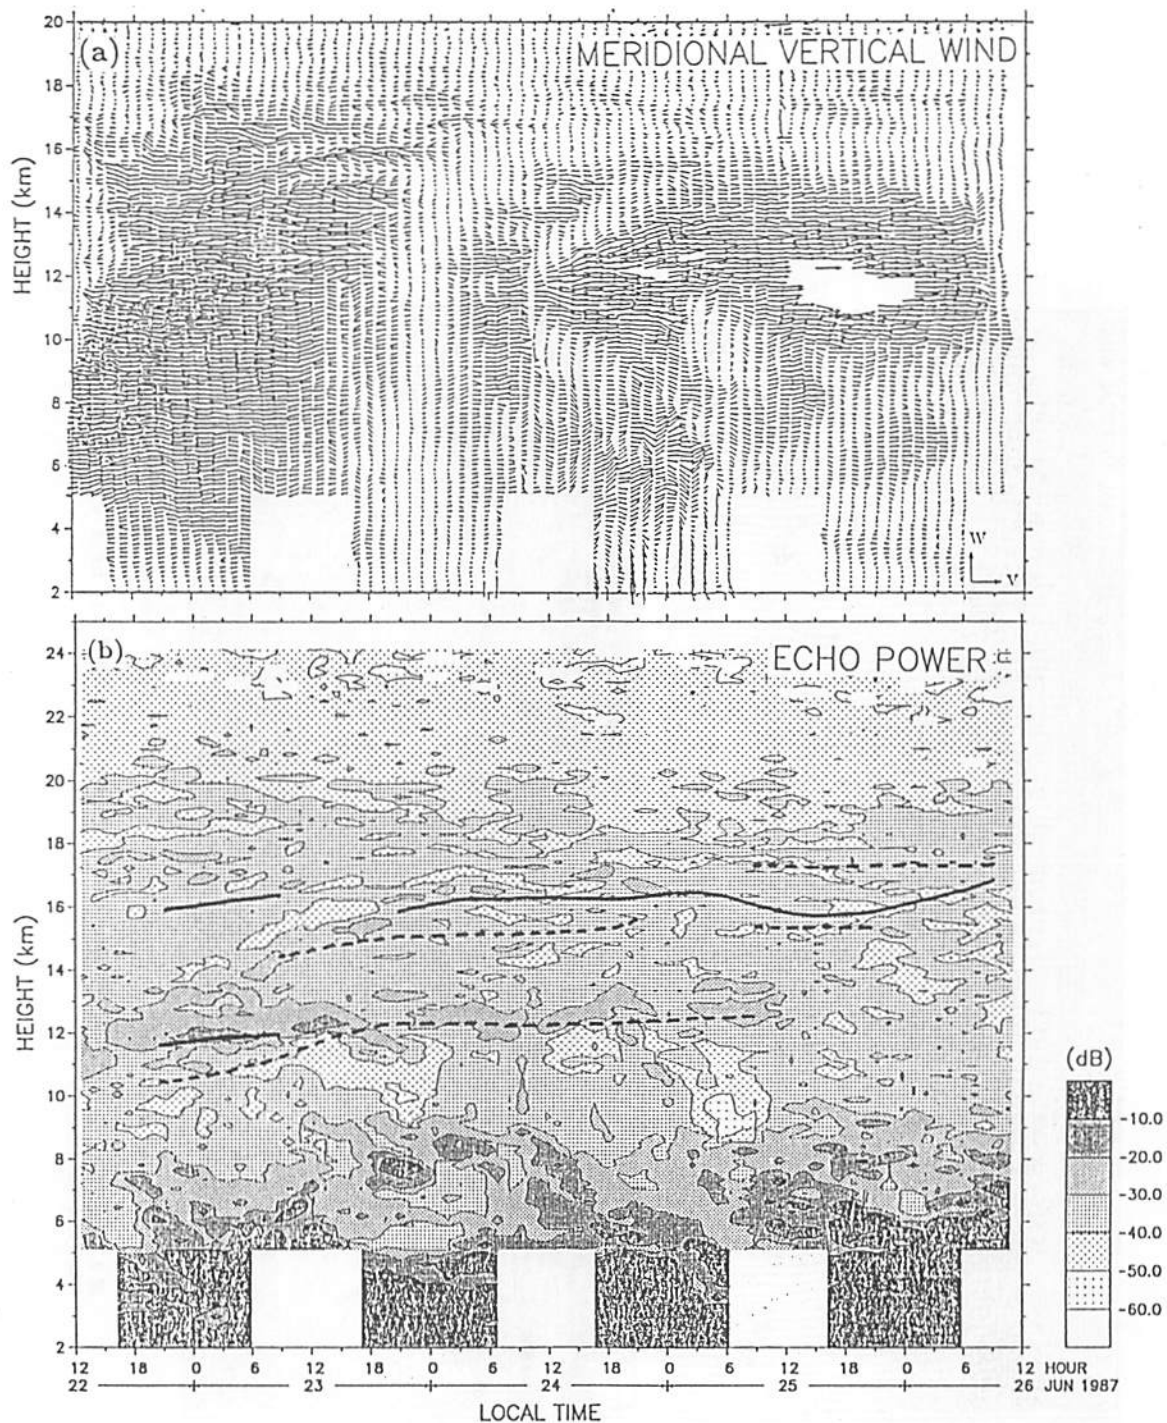 (a)
MERIDIONAL VERTICAL WIND
20
18
16
14
12
10
8
6
4
2
HEIGHT (km)
W
V
(b)
ECHO POWER
24
22
20
18
16
14
12
10
8
6
4
2
HEIGHT (km)
(dB)
-10.0
-20.0
-30.0
-40.0
-50.0
-60.0
12 18 0 6 12 18 0 6 12 18 0 6 12 18 0 6 12 HOUR
22 23 24 25 26 JUN 1987
LOCAL TIME